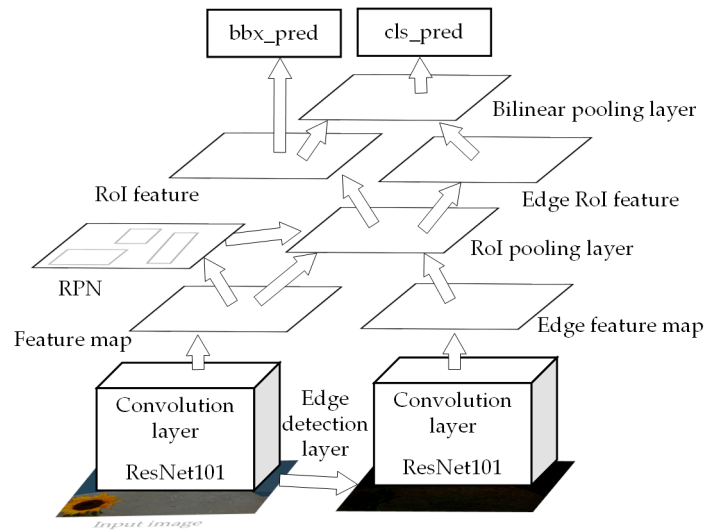 bbx_pred
cls_pred
Bilinear pooling layer
RoI feature
Edge RoI feature
RPN
RoI pooling layer
Feature map
Edge feature map
Convolution
layer
ResNet101
Edge
detection
layer
Convolution
layer
ResNet101
Input image